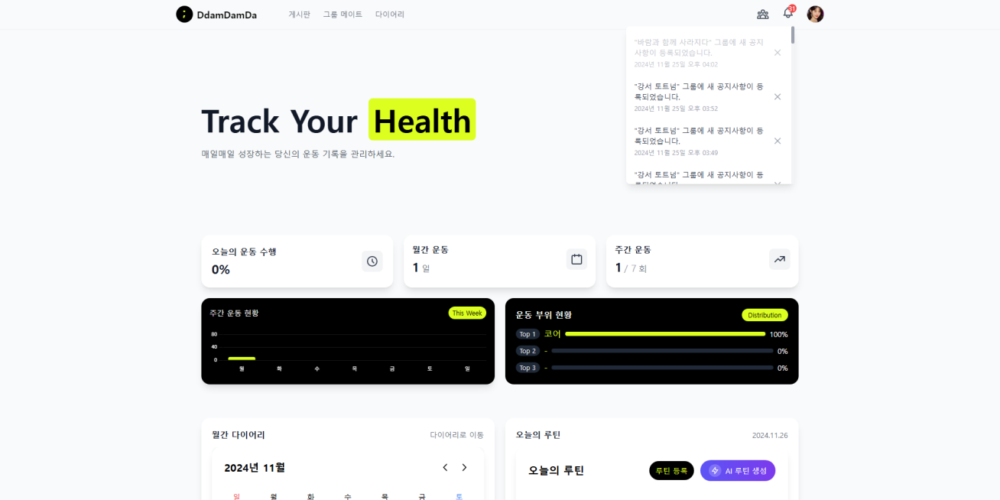 DdamDamDa
게시판 그룹 메이트 다이어리
31
"바람과 함께 사라지다" 그룹에 새 공지
사항이 등록되었습니다.
2024년 11월 25일 오후 04:02
"강서 토트넘" 그룹에 새 공지사항이 등
록되었습니다.
2024년 11월 25일 오후 03:52
"강서 토트넘" 그룹에 새 공지사항이 등
록되었습니다.
2024년 11월 25일 오후 03:49
"강서 토트넘" 그룹에 새 공지사항이 등
록되었습니다.
Track Your Health
매일매일 성장하는 당신의 운동 기록을 관리하세요.
오늘의 운동 수행
0%
월간 운동
1 일
주간 운동
1 / 7 회
주간 운동 현황
This Week
80
40
0
월 화 수 목 금 토 일
운동 부위 현황
Distribution
Top 1 코어 100%
Top 2 - 0%
Top 3 - 0%
월간 다이어리
다이어리로 이동
2024년 11월
일 월 화 수 목 금 토
오늘의 루틴
2024.11.26
오늘의 루틴
루틴 등록
AI 루틴 생성